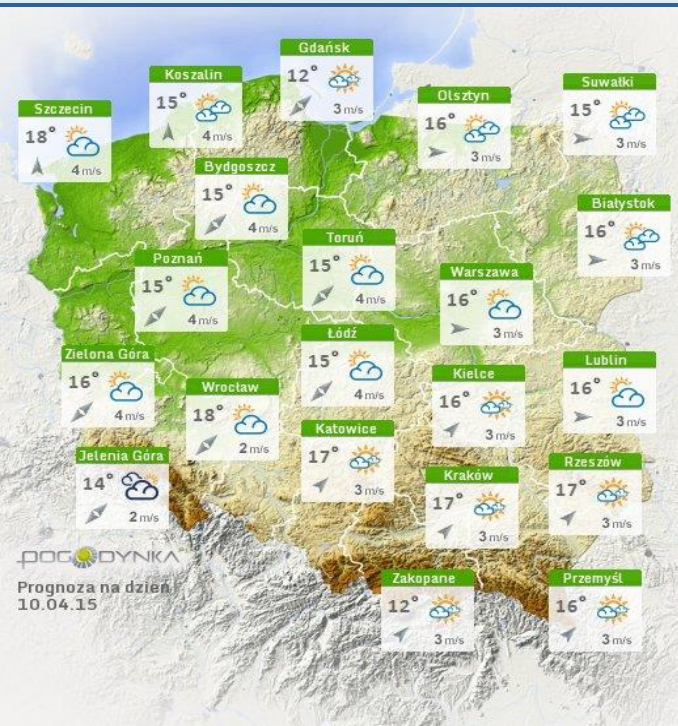 Gdańsk
12°
3 m/s
Koszalin
15°
4 m/s
Suwałki
15°
3 m/s
Olsztyn
16°
3 m/s
Szczecin
18°
4 m/s
Bydgoszcz
15°
4 m/s
Białystok
16°
3 m/s
Toruń
15°
4 m/s
Poznań
15°
4 m/s
Warszawa
16°
3 m/s
Łódź
15°
4 m/s
Zielona Góra
16°
4 m/s
Lublin
16°
3 m/s
Kielce
16°
3 m/s
Wrocław
18°
2 m/s
Katowice
17°
3 m/s
Jelenia Góra
14°
2 m/s
Rzeszów
17°
3 m/s
Kraków
17°
3 m/s
POGODYNKA
Prognoza na dzień
10.04.15
Zakopane
12°
3 m/s
Przemyśl
16°
3 m/s